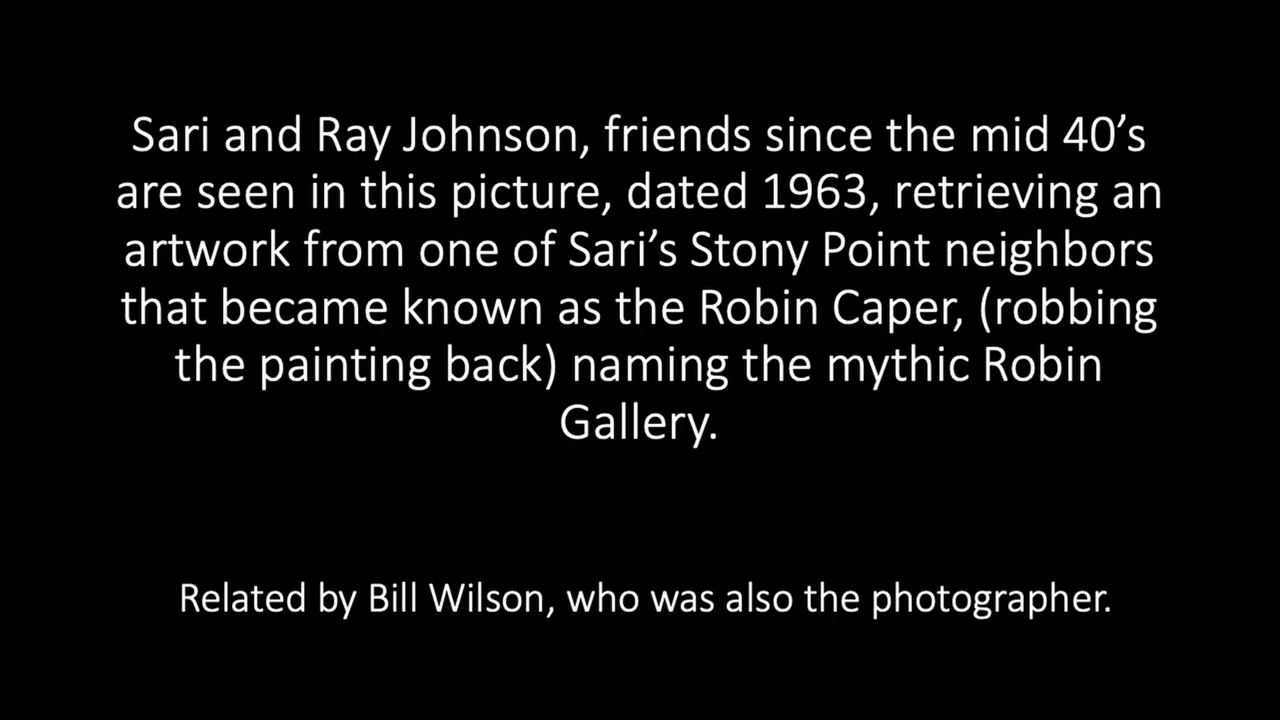 Sari and Ray Johnson, friends since the mid 40’s
are seen in this picture, dated 1963, retrieving an
artwork from one of Sari’s Stony Point neighbors
that became known as the Robin Caper, (robbing
the painting back) naming the mythic Robin
Gallery.
Related by Bill Wilson, who was also the photographer.